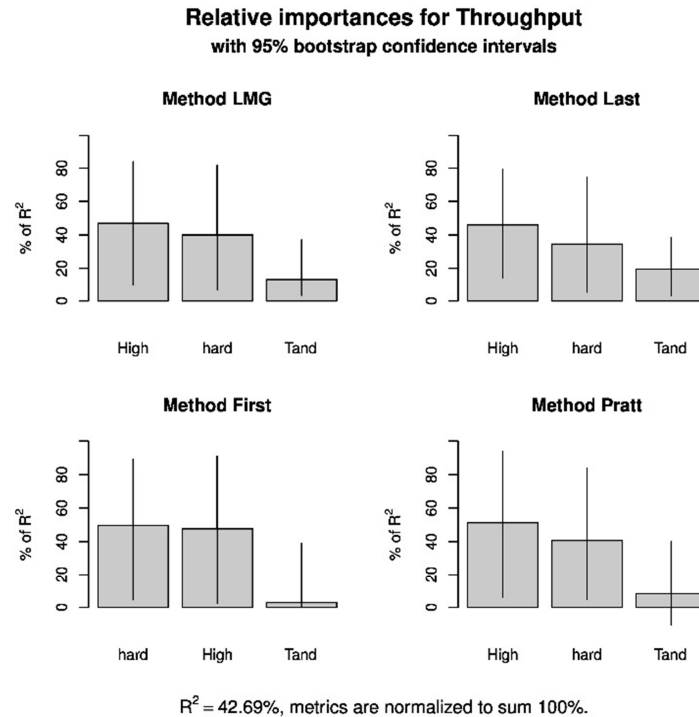 Relative importances for Throughput
with 95% bootstrap confidence intervals
Method LMG
% of R²
0 20 40 60 80
High hard Tand
Method Last
% of R²
0 20 40 60 80
High hard Tand
Method First
% of R²
0 20 40 60 80
hard High Tand
Method Pratt
% of R²
0 20 40 60 80
High hard Tand
R² = 42.69%, metrics are normalized to sum 100%.